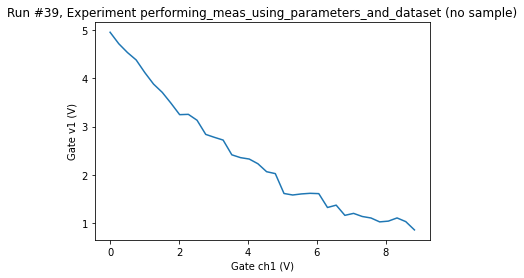 Run #39, Experiment performing_meas_using_parameters_and_dataset (no sample)
5
4
3
2
1
Gate v1 (V)
0 2 4 6 8
Gate ch1 (V)